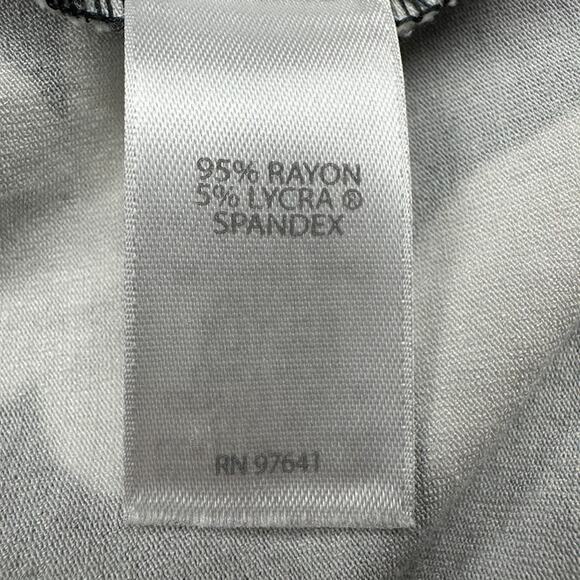 95% RAYON
5% LYCRA ®
SPANDEX
RN 97641